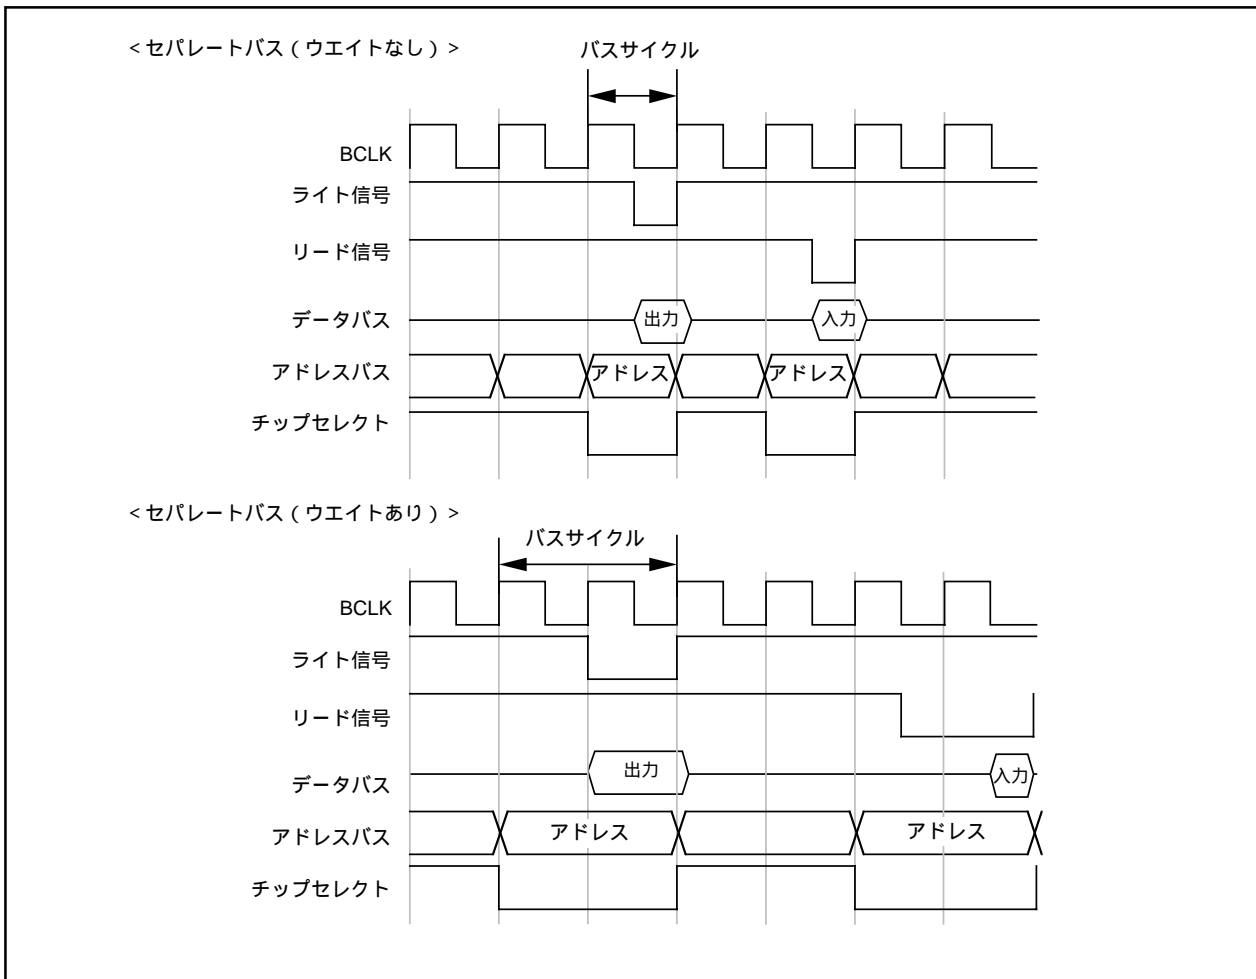 <セパレートバス(ウエイトなし)>
バスサイクル
BCLK
ライト信号
リード信号
データバス
出力
入力
アドレスバス
アドレス
アドレス
チップセレクト
<セパレートバス(ウエイトあり)>
バスサイクル
BCLK
ライト信号
リード信号
データバス
出力
入力
アドレスバス
アドレス
アドレス
チップセレクト